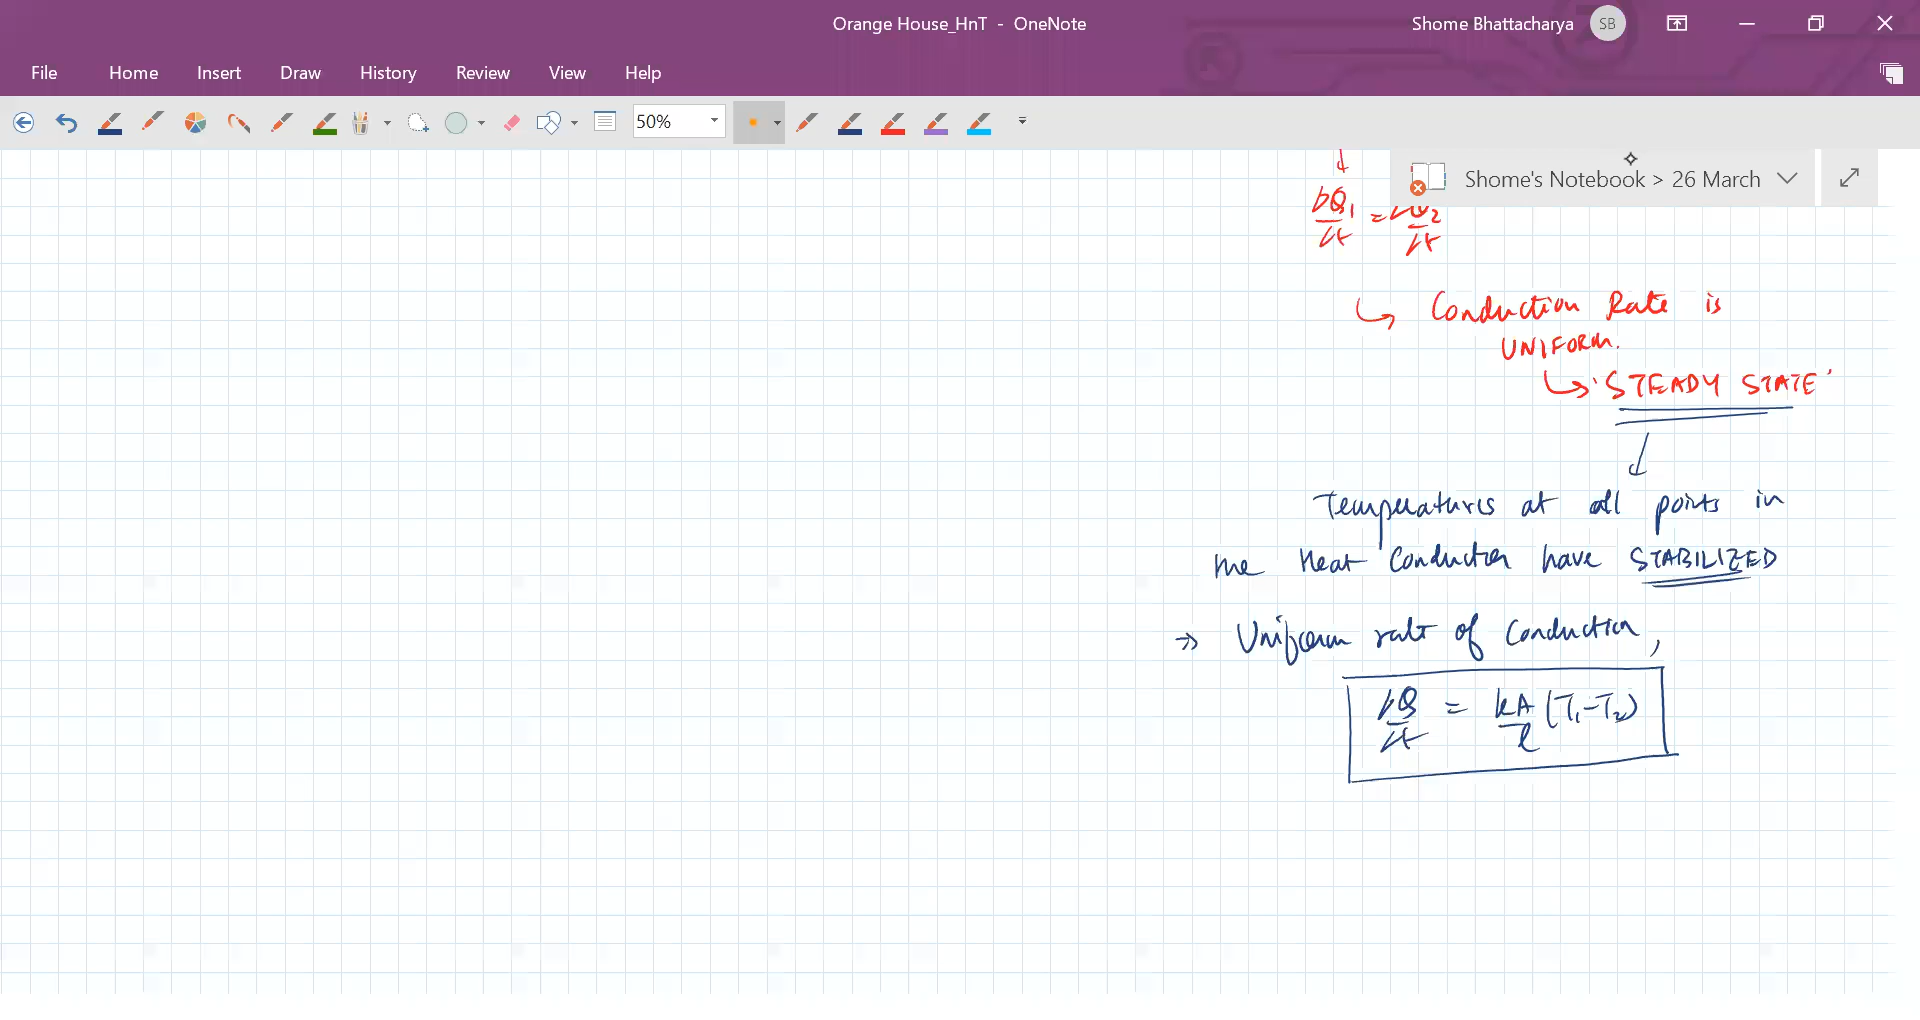 Orange House_HnT - OneNote
Shome Bhattacharya SB
File Home Insert Draw History Review View Help
50%
Shome's Notebook > 26 March
dQ1/dt = dQ2/dt
↳ Conduction Rate is
UNIFORM.
↳ 'STEADY STATE'
Temperatures at all points in
the Heat Conductor have STABILIZED
⇒ Uniform rate of Conduction,
dQ/dt = kA/l (T1-T2)